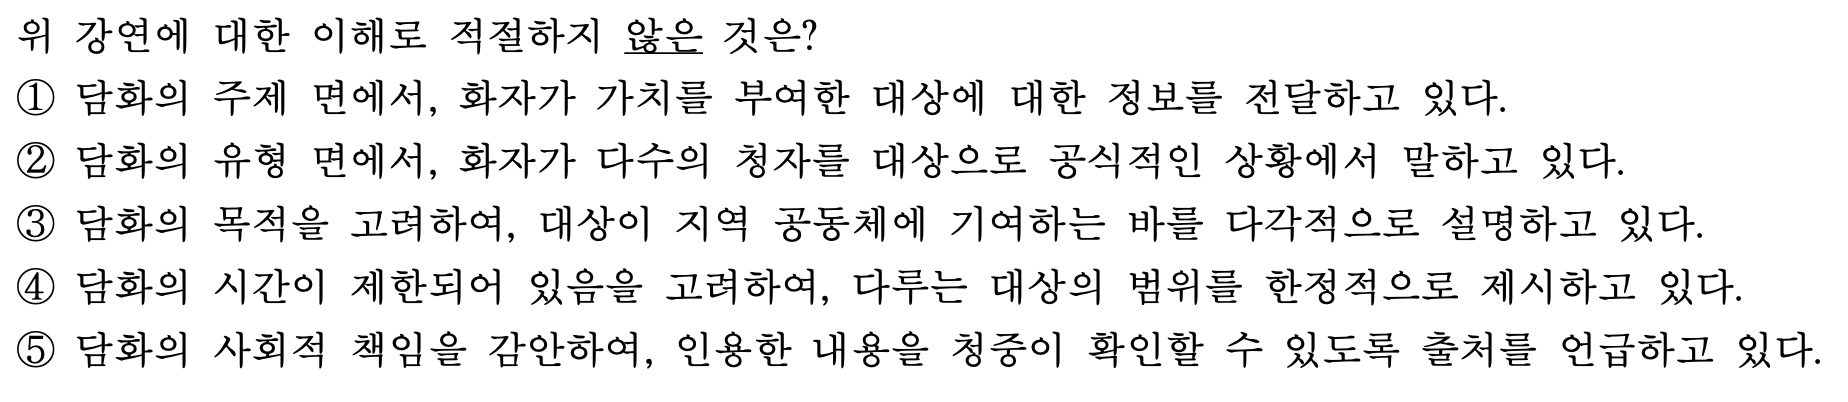 위 강연에 대한 이해로 적절하지 않은 것은?
① 담화의 주제 면에서, 화자가 가치를 부여한 대상에 대한 정보를 전달하고 있다.
② 담화의 유형 면에서, 화자가 다수의 청자를 대상으로 공식적인 상황에서 말하고 있다.
③ 담화의 목적을 고려하여, 대상이 지역 공동체에 기여하는 바를 다각적으로 설명하고 있다.
④ 담화의 시간이 제한되어 있음을 고려하여, 다루는 대상의 범위를 한정적으로 제시하고 있다.
⑤ 담화의 사회적 책임을 감안하여, 인용한 내용을 청중이 확인할 수 있도록 출처를 언급하고 있다.